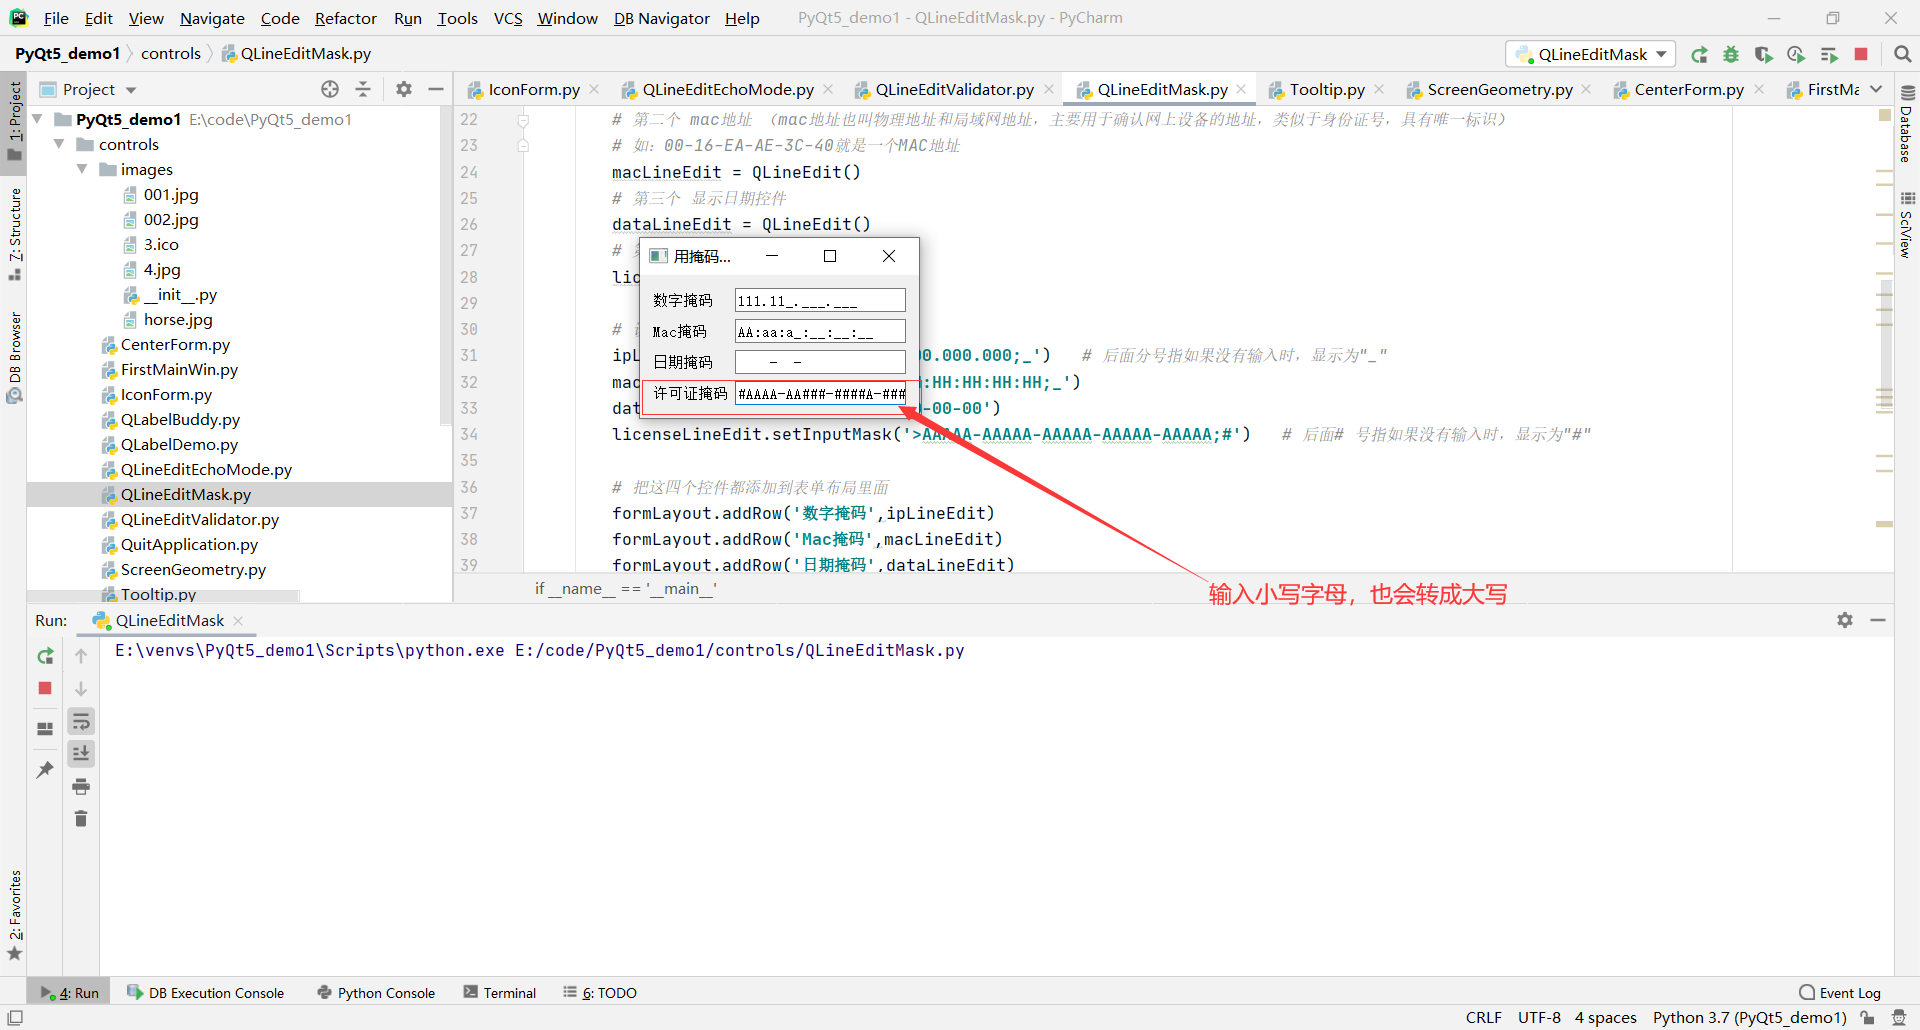 File Edit View Navigate Code Refactor Run Tools VCS Window DB Navigator Help PyQt5_demo1 - QLineEditMask.py - PyCharm
PyQt5_demo1 controls QLineEditMask.py
QLineEditMask
1: Project
7: Structure
DB Browser
2: Favorites
Project
PyQt5_demo1 E:\code\PyQt5_demo1
controls
images
001.jpg
002.jpg
3.ico
4.jpg
__init__.py
horse.jpg
CenterForm.py
FirstMainWin.py
IconForm.py
QLabelBuddy.py
QLabelDemo.py
QLineEditEchoMode.py
QLineEditMask.py
QLineEditValidator.py
QuitApplication.py
ScreenGeometry.py
Tooltip.py
IconForm.py QLineEditEchoMode.py QLineEditValidator.py QLineEditMask.py Tooltip.py ScreenGeometry.py CenterForm.py FirstMa
22 # 第二个 mac地址 （mac地址也叫物理地址和局域网地址，主要用于确认网上设备的地址，类似于身份证号，具有唯一标识）
23 # 如：00-16-EA-AE-3C-40就是一个MAC地址
24 macLineEdit = QLineEdit()
25 # 第三个 显示日期控件
26 dataLineEdit = QLineEdit()
27 #
28 lic
29
30 #
31 ipL 00.000.000;_') # 后面分号指如果没有输入时，显示为"_"
32 mac :HH:HH:HH:HH;_')
33 dat 0-00-00')
34 licenseLineEdit.setInputMask('>AAAAA-AAAAA-AAAAA-AAAAA-AAAAA;#') # 后面# 号指如果没有输入时，显示为"#"
35
36 # 把这四个控件都添加到表单布局里面
37 formLayout.addRow('数字掩码',ipLineEdit)
38 formLayout.addRow('Mac掩码',macLineEdit)
39 formLayout.addRow('日期掩码',dataLineEdit)
if __name__ == '__main__'
用掩码...
数字掩码 111.11_.___.___
Mac掩码 AA:aa:a_:__:__:__
日期掩码 - -
许可证掩码 #AAAA-AA###-####A-###
输入小写字母，也会转成大写
Database
SciView
Run: QLineEditMask
E:\venvs\PyQt5_demo1\Scripts\python.exe E:/code/PyQt5_demo1/controls/QLineEditMask.py
4: Run DB Execution Console Python Console Terminal 6: TODO Event Log
CRLF UTF-8 4 spaces Python 3.7 (PyQt5_demo1)